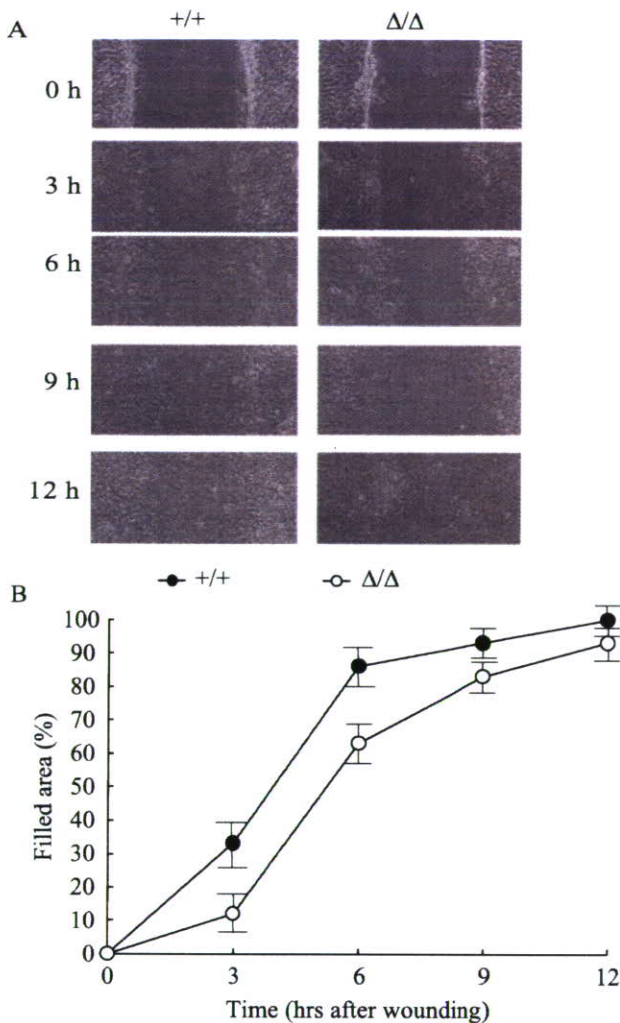 A
+/+ Δ/Δ
0 h
3 h
6 h
9 h
12 h
+/+ Δ/Δ
B
100
90
80
70
60
50
40
30
20
10
0
Filled area (%)
0 3 6 9 12
Time (hrs after wounding)